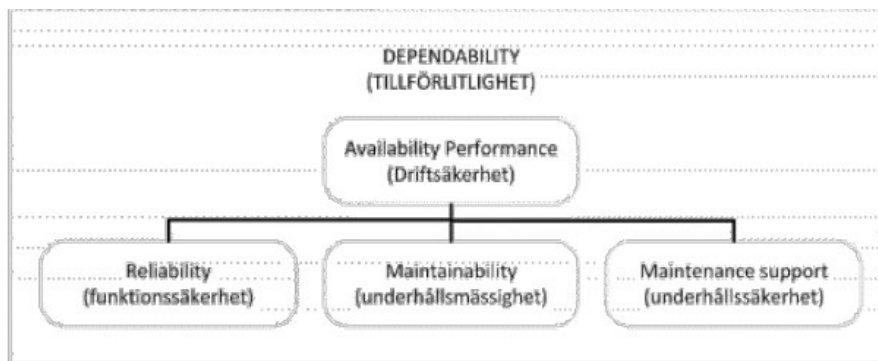 DEPENDABILITY
(TILLFÖRLITLIGHET)
Availability Performance
(Driftsäkerhet)
Reliability
(funktionssäkerhet)
Maintainability
(underhållsmässighet)
Maintenance support
(underhållssäkerhet)